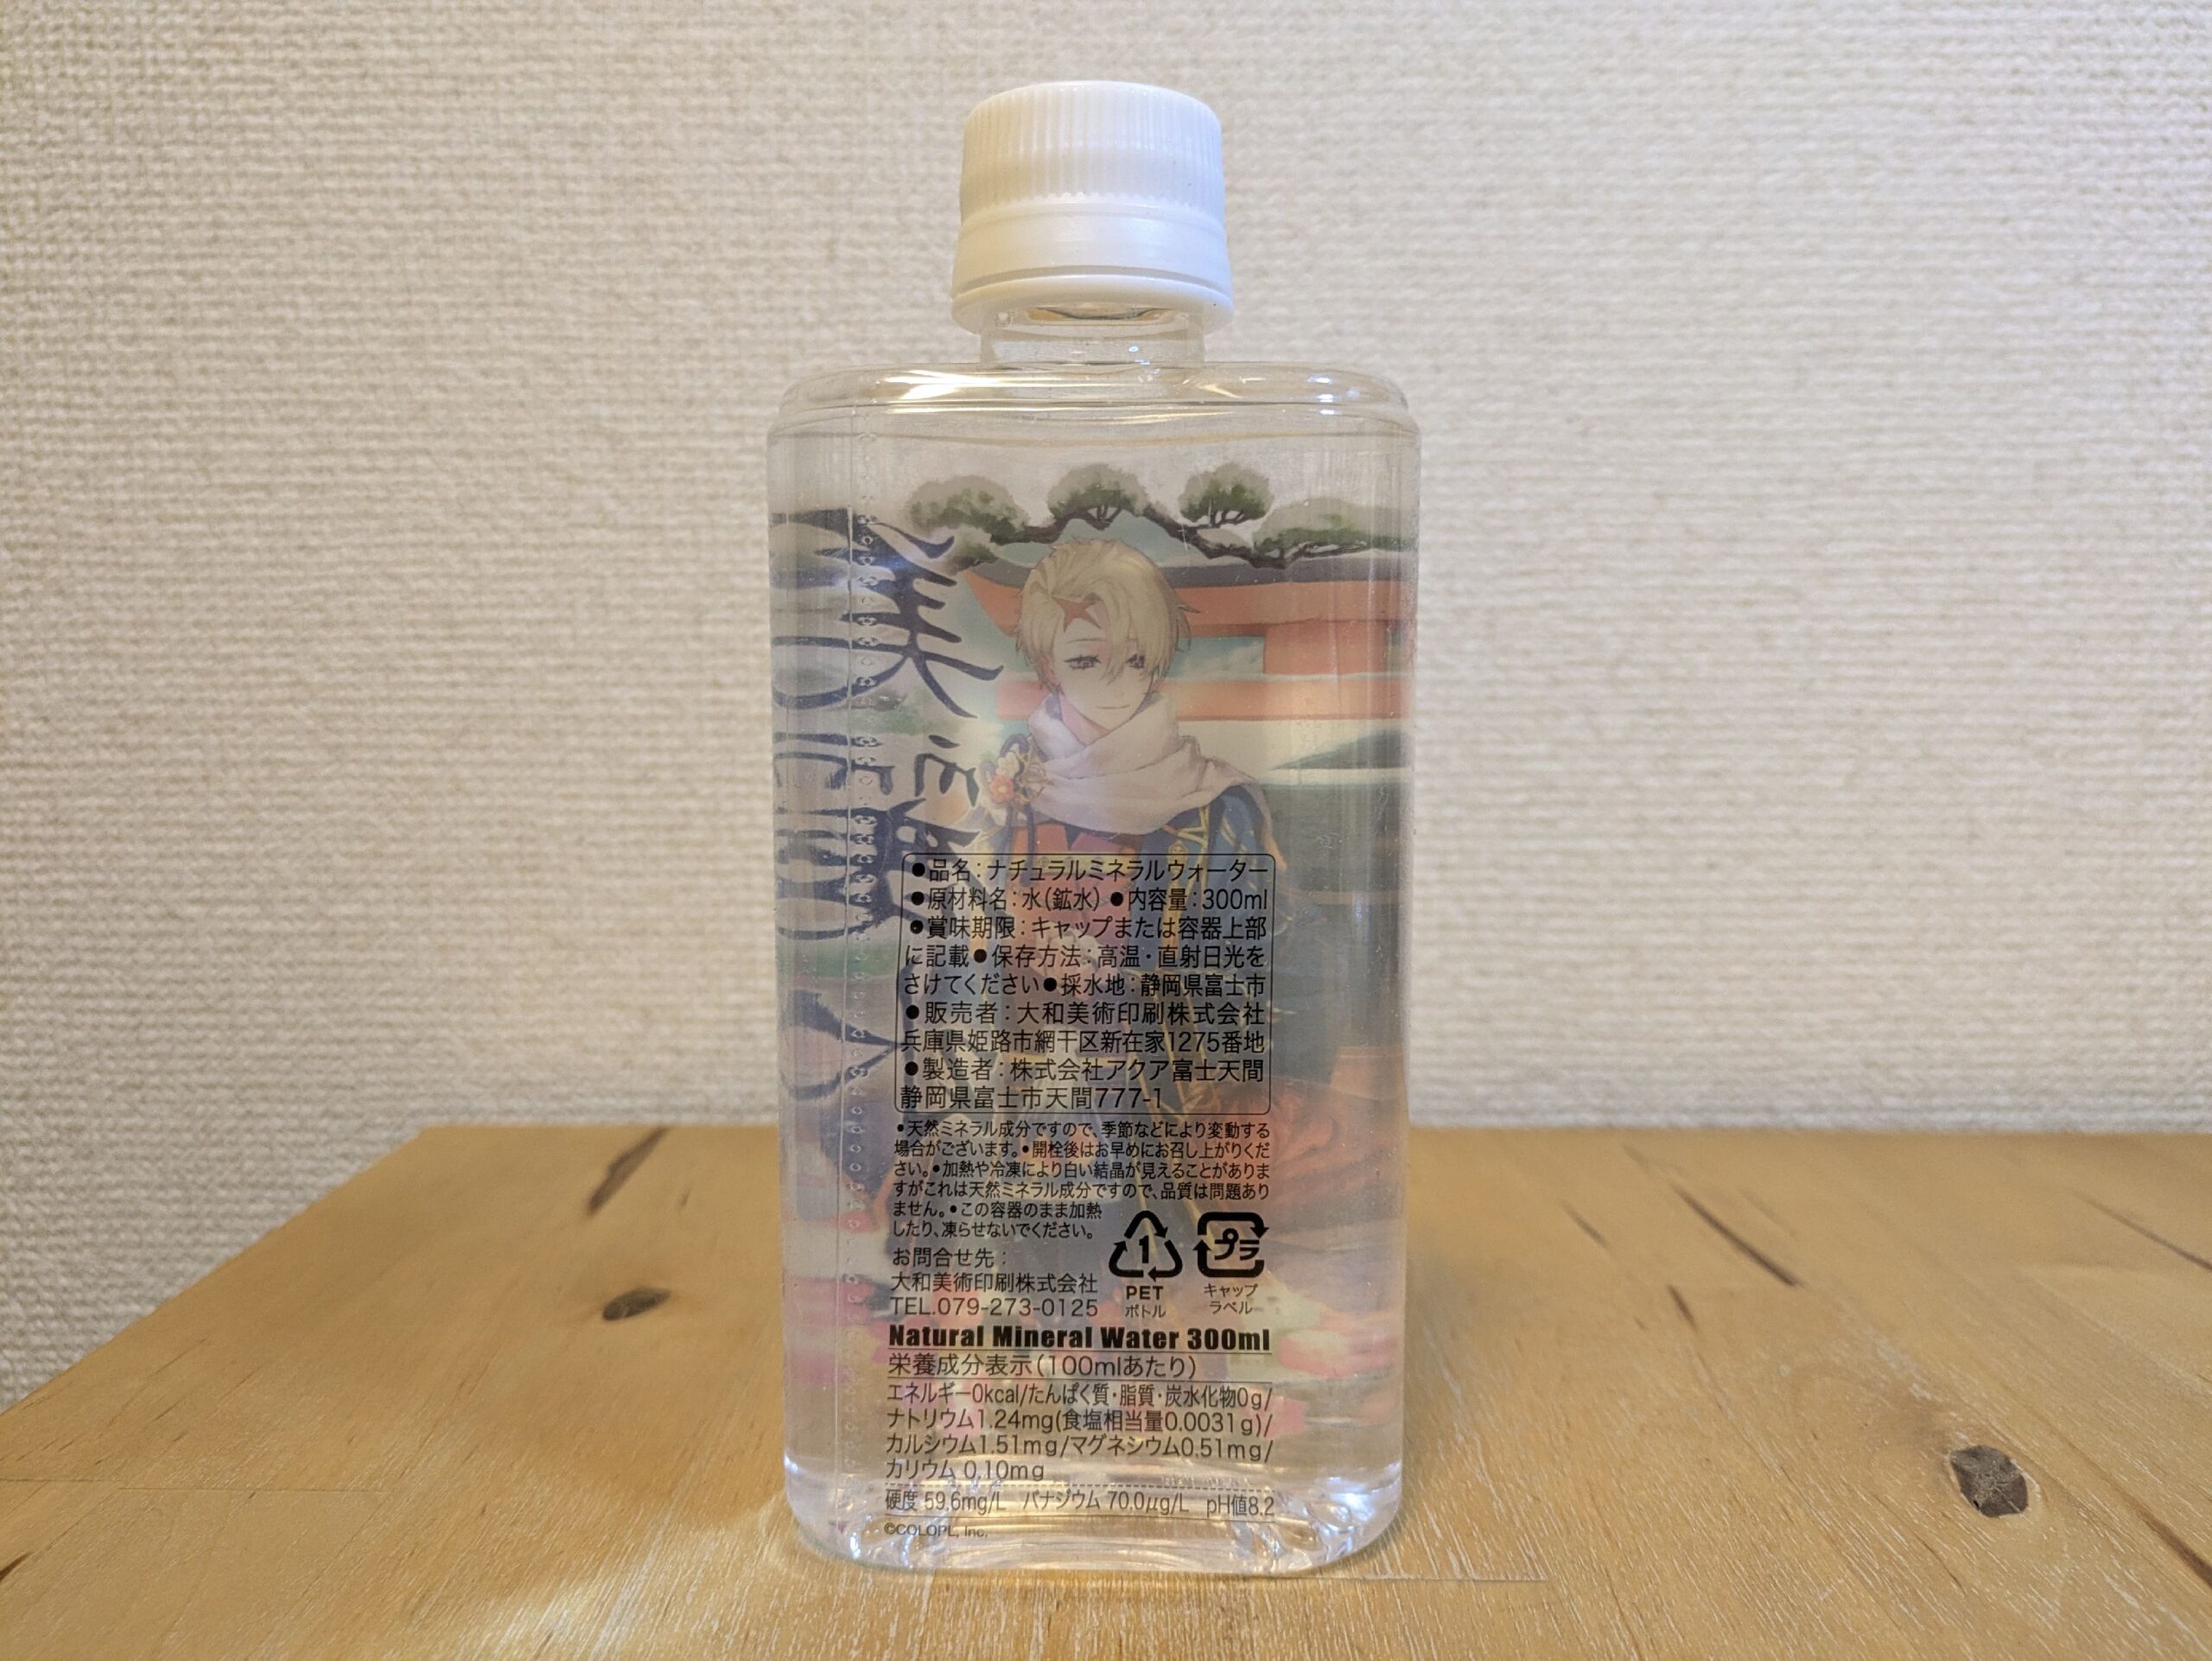 ●品名：ナチュラルミネラルウォーター
●原材料名：水（鉱水）●内容量：300ml
●賞味期限：キャップまたは容器上部
に記載●保存方法：高温・直射日光を
さけてください●採水地：静岡県富士市
●販売者：大和美術印刷株式会社
兵庫県姫路市網干区新在家1275番地
●製造者：株式会社アクア富士天間
静岡県富士市天間777-1
•天然ミネラル成分ですので、季節などにより変動する
場合がございます。•開栓後はお早めにお召し上がりくだ
さい。•加熱や冷凍により白い結晶が見えることがありま
すがこれは天然ミネラル成分ですので、品質は問題あり
ません。•この容器のまま加熱
したり、凍らせないでください。
お問合せ先：
大和美術印刷株式会社
TEL.079-273-0125
1
PET
ボトル
プラ
キャップ
ラベル
Natural Mineral Water 300ml
栄養成分表示（100mlあたり）
エネルギー0kcal/たんぱく質・脂質・炭水化物0g/
ナトリウム1.24mg(食塩相当量0.0031g)/
カルシウム1.51mg/マグネシウム0.51mg/
カリウム 0.10mg
硬度 59.6mg/L　バナジウム 70.0μg/L　pH値8.2
©COLOPL, Inc.